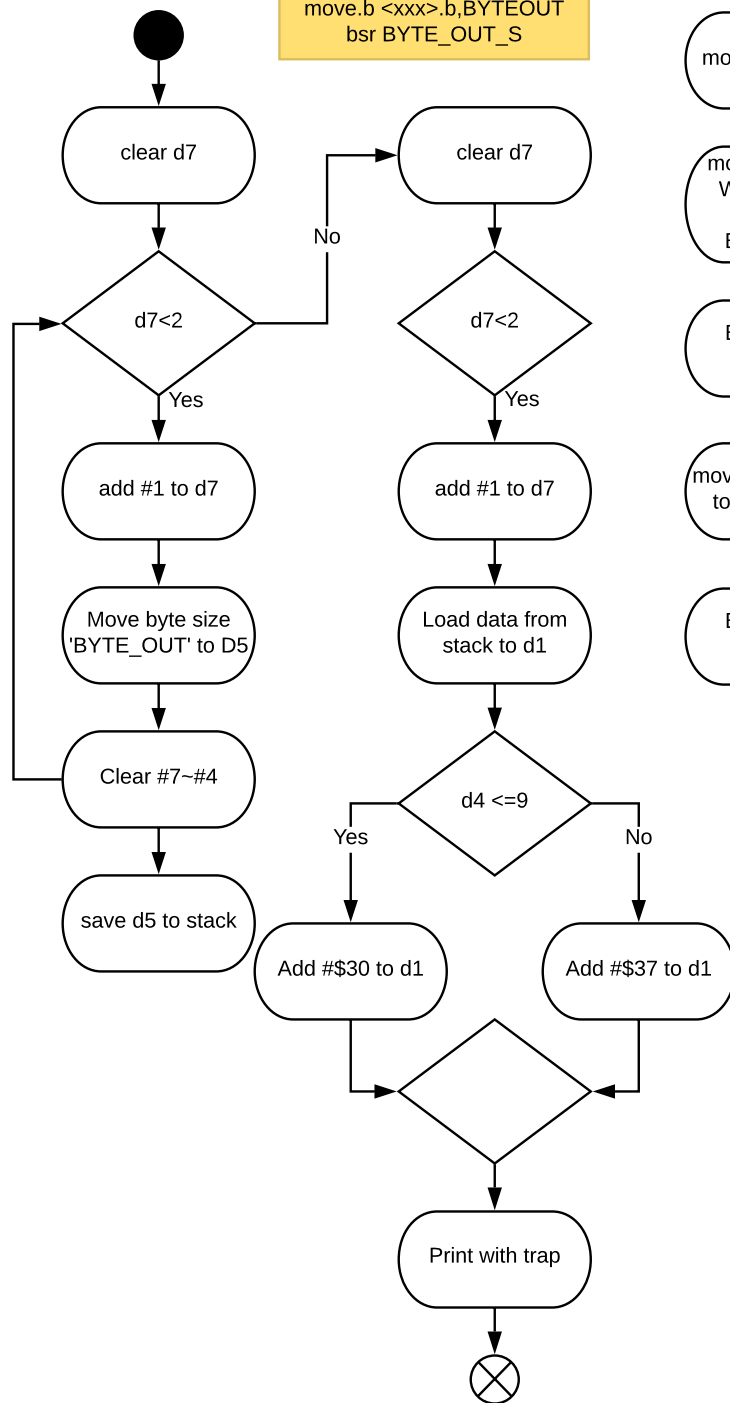 move.b <xxx>.b,BYTEOUT
bsr BYTE_OUT_S
clear d7
d7<2
No
Yes
add #1 to d7
Move byte size
'BYTE_OUT' to D5
Clear #7~#4
save d5 to stack
clear d7
d7<2
Yes
add #1 to d7
Load data from
stack to d1
d4 <=9
Yes
No
Add #$30 to d1
Add #$37 to d1
Print with trap
to